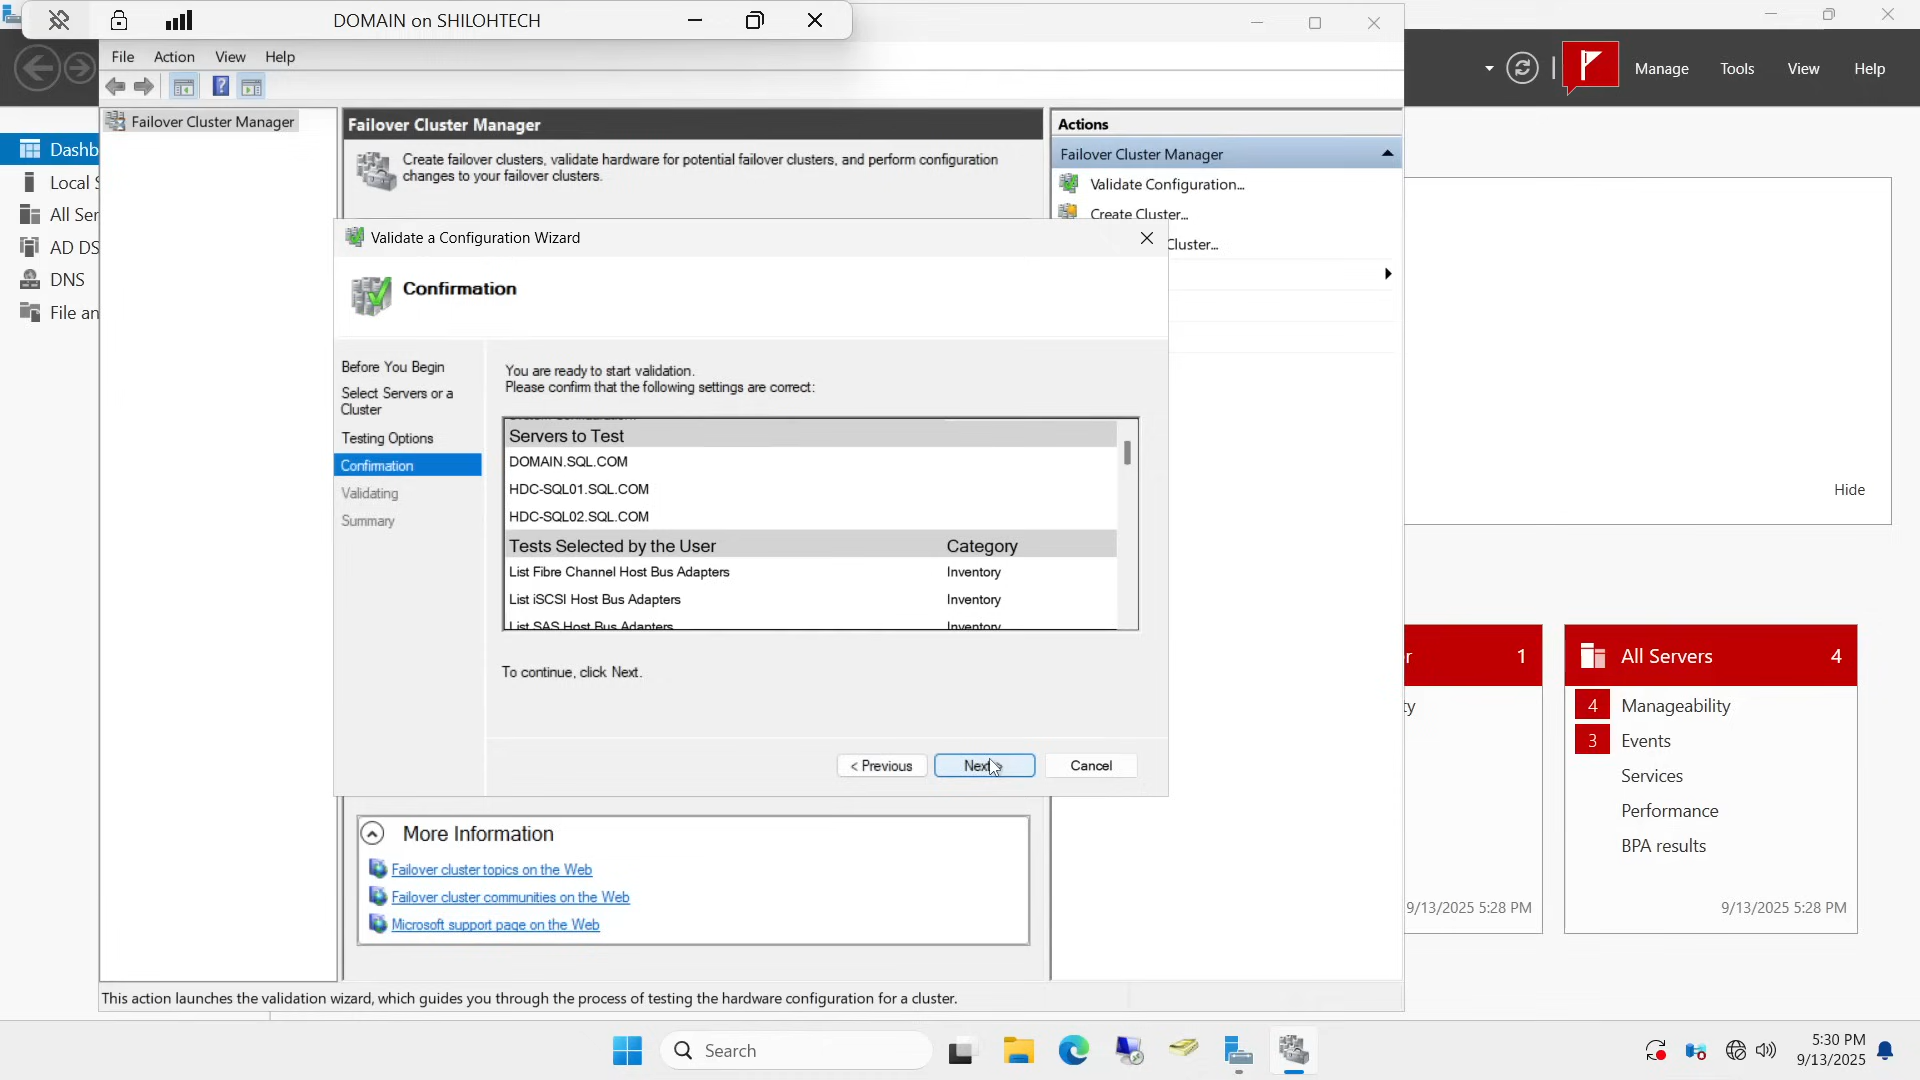 DOMAIN on SHILOHTECH
File Action View Help
Manage Tools View Help
Failover Cluster Manager
Failover Cluster Manager
Create failover clusters, validate hardware for potential failover clusters, and perform configuration
changes to your failover clusters.
Actions
Failover Cluster Manager
Validate Configuration...
Create Cluster...
Cluster...
Dashb
Local S
All Ser
AD DS
DNS
File an
Validate a Configuration Wizard
Confirmation
Before You Begin
Select Servers or a
Cluster
Testing Options
Confirmation
Validating
Summary
You are ready to start validation.
Please confirm that the following settings are correct:
Servers to Test
DOMAIN.SQL.COM
HDC-SQL01.SQL.COM
HDC-SQL02.SQL.COM
Tests Selected by the User Category
List Fibre Channel Host Bus Adapters Inventory
List iSCSI Host Bus Adapters Inventory
List SAS Host Bus Adapters Inventory
To continue, click Next.
< Previous Next > Cancel
Hide
More Information
Failover cluster topics on the Web
Failover cluster communities on the Web
Microsoft support page on the Web
r 1
ty
9/13/2025 5:28 PM
All Servers 4
4 Manageability
3 Events
Services
Performance
BPA results
9/13/2025 5:28 PM
This action launches the validation wizard, which guides you through the process of testing the hardware configuration for a cluster.
Search
5:30 PM
9/13/2025